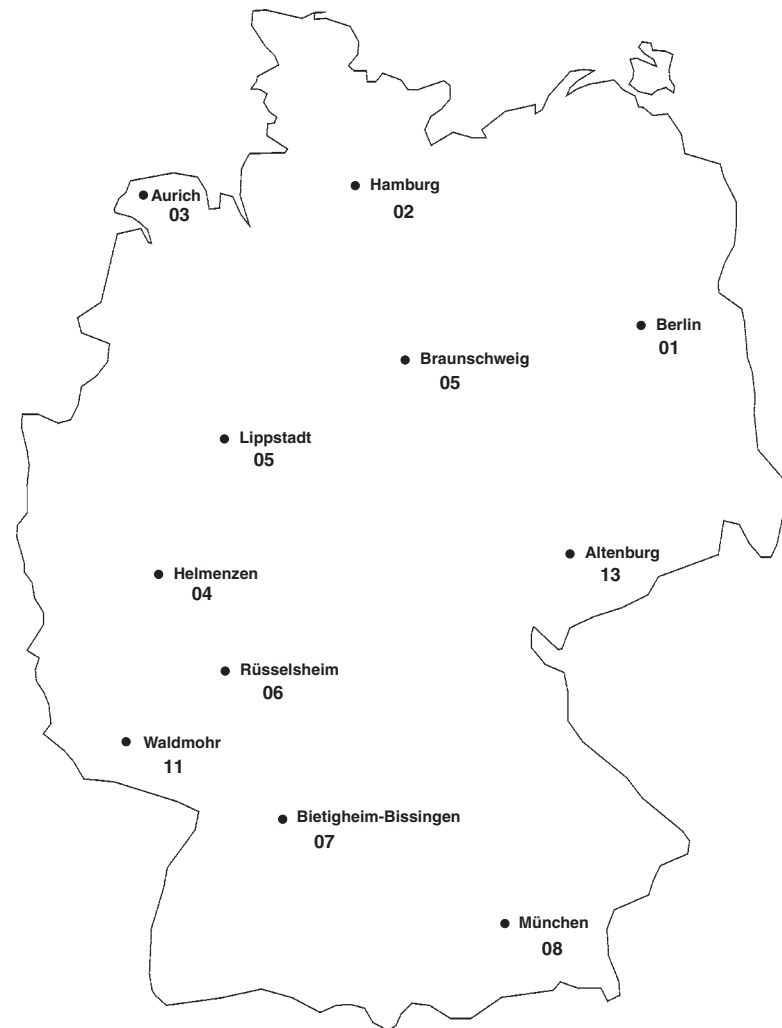 Hamburg
02
Aurich
03
Berlin
01
Braunschweig
05
Lippstadt
05
Altenburg
13
Helmenzen
04
Rüsselsheim
06
Waldmohr
11
Bietigheim-Bissingen
07
München
08